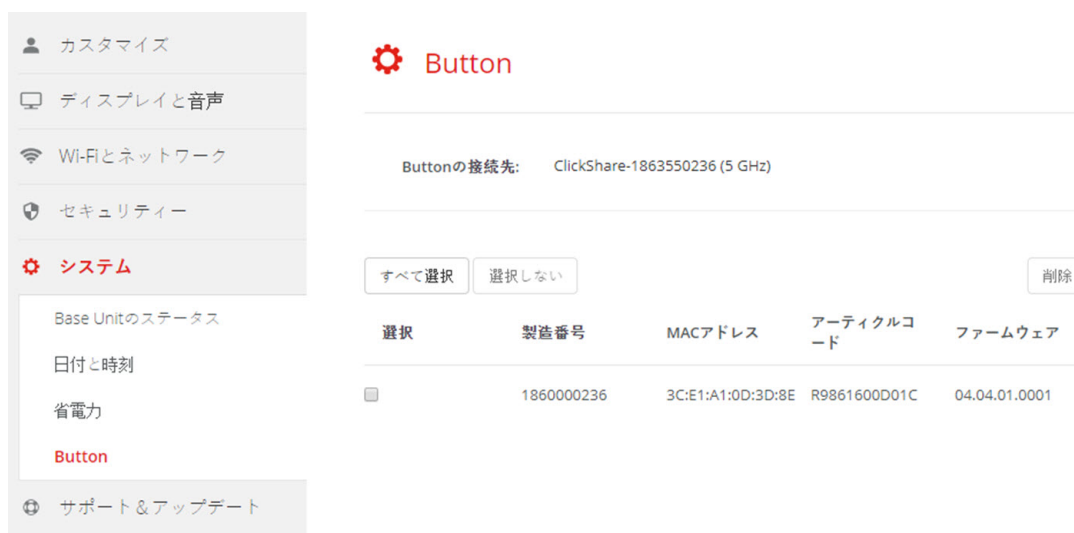 カスタマイズ
ディスプレイと音声
Wi-Fiとネットワーク
セキュリティー
システム
Base Unitのステータス
日付と時刻
省電力
Button
サポート&アップデート
Button
Buttonの接続先: ClickShare-1863550236 (5 GHz)
すべて選択 選択しない 削除
選択 製造番号 MACアドレス アーティクルコ
ード ファームウェア
1860000236 3C:E1:A1:0D:3D:8E R9861600D01C 04.04.01.0001